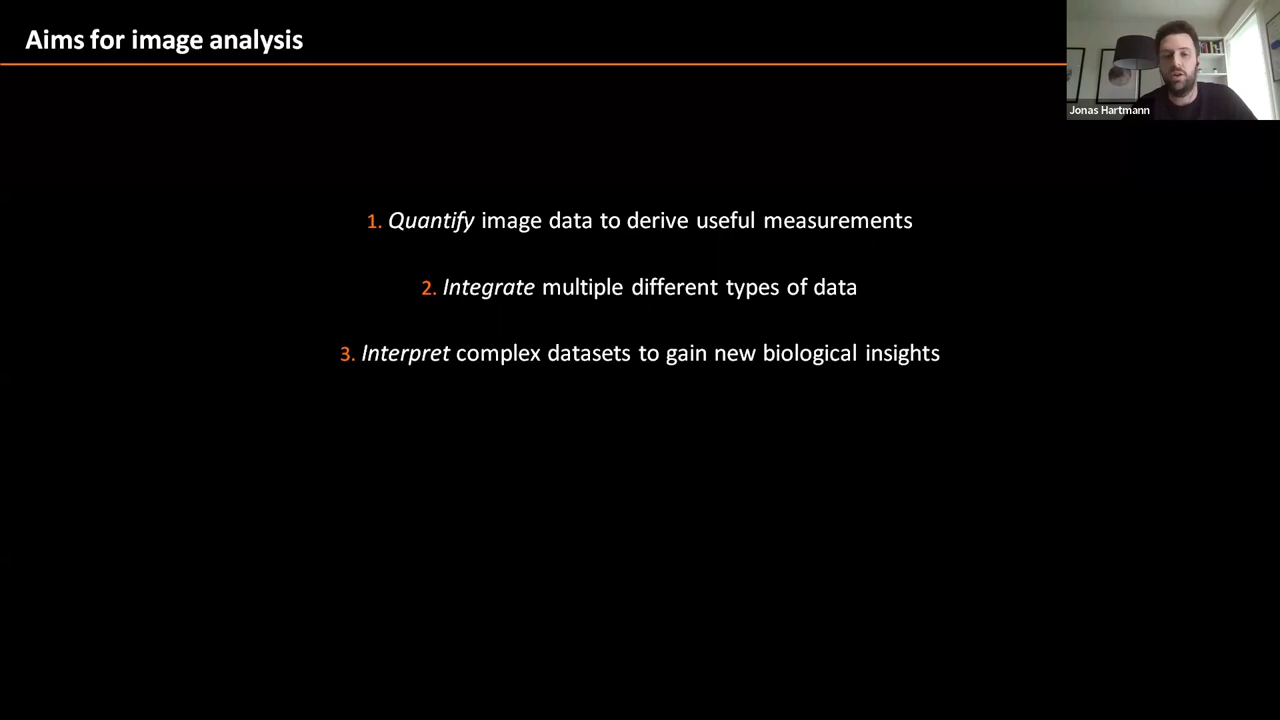 Aims for image analysis
Jonas Hartmann
1. Quantify image data to derive useful measurements
2. Integrate multiple different types of data
3. Interpret complex datasets to gain new biological insights